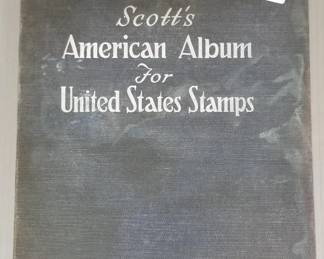 Scott's
American Album
For
United States Stamps